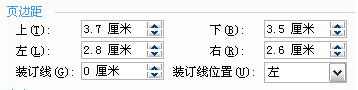 页边距
上(T): 3.7 厘米 下(B): 3.5 厘米
左(L): 2.8 厘米 右(R): 2.6 厘米
装订线(G): 0 厘米 装订线位置(U): 左